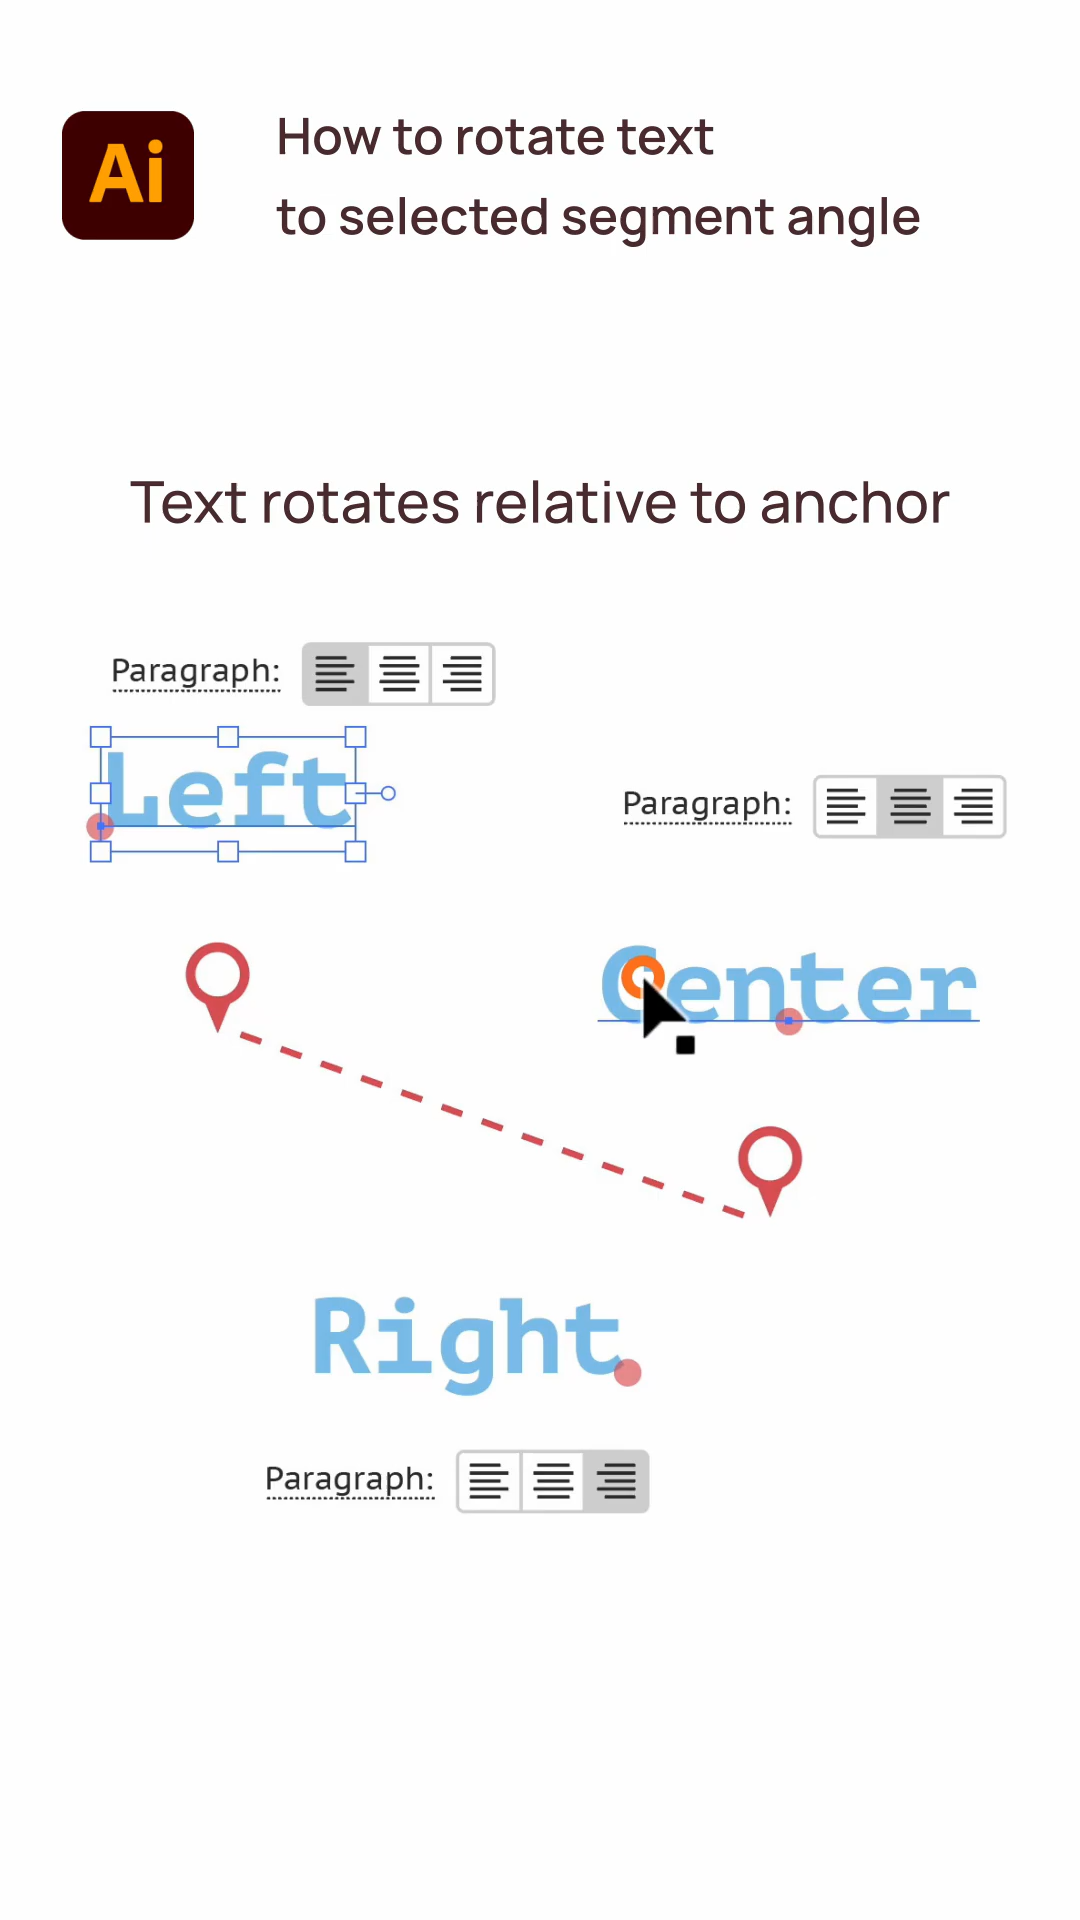 Ai
How to rotate text
to selected segment angle
Text rotates relative to anchor
Paragraph:
Left
Paragraph:
Center
Right
Paragraph: